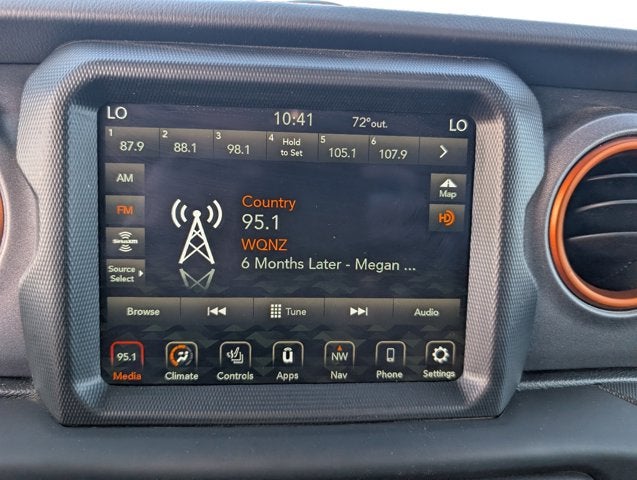 LO 10:41 72°out. LO
1 87.9 2 88.1 3 98.1 4 Hold to Set 5 105.1 6 107.9
AM
FM
SiriusXM
Source
Select
Country
95.1
WQNZ
6 Months Later - Megan ...
Map
HD
Browse Tune Audio
95.1 NW
Media Climate Controls Apps Nav Phone Settings